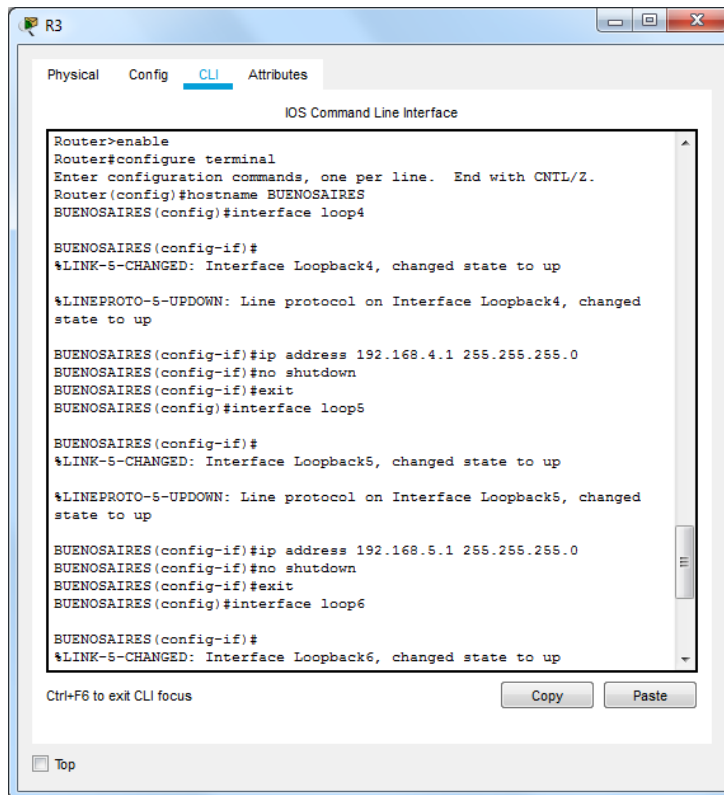 R3
Physical Config CLI Attributes
IOS Command Line Interface
Router>enable
Router#configure terminal
Enter configuration commands, one per line.  End with CNTL/Z.
Router(config)#hostname BUENOSAIRES
BUENOSAIRES(config)#interface loop4
BUENOSAIRES(config-if)#
%LINK-5-CHANGED: Interface Loopback4, changed state to up
%LINEPROTO-5-UPDOWN: Line protocol on Interface Loopback4, changed
state to up
BUENOSAIRES(config-if)#ip address 192.168.4.1 255.255.255.0
BUENOSAIRES(config-if)#no shutdown
BUENOSAIRES(config-if)#exit
BUENOSAIRES(config)#interface loop5
BUENOSAIRES(config-if)#
%LINK-5-CHANGED: Interface Loopback5, changed state to up
%LINEPROTO-5-UPDOWN: Line protocol on Interface Loopback5, changed
state to up
BUENOSAIRES(config-if)#ip address 192.168.5.1 255.255.255.0
BUENOSAIRES(config-if)#no shutdown
BUENOSAIRES(config-if)#exit
BUENOSAIRES(config)#interface loop6
BUENOSAIRES(config-if)#
%LINK-5-CHANGED: Interface Loopback6, changed state to up
Ctrl+F6 to exit CLI focus Copy Paste
Top